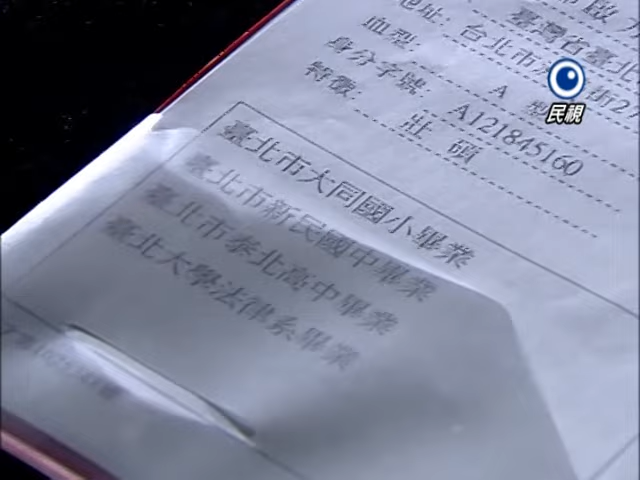 臺灣省臺北
地址: 台北市
血型: A 型
身分字號: A121845160
特徵: 壯頭
臺北市大同國小畢業
臺北市新民國中畢業
臺北市泰北高中畢業
臺北大學法律系畢業
民視